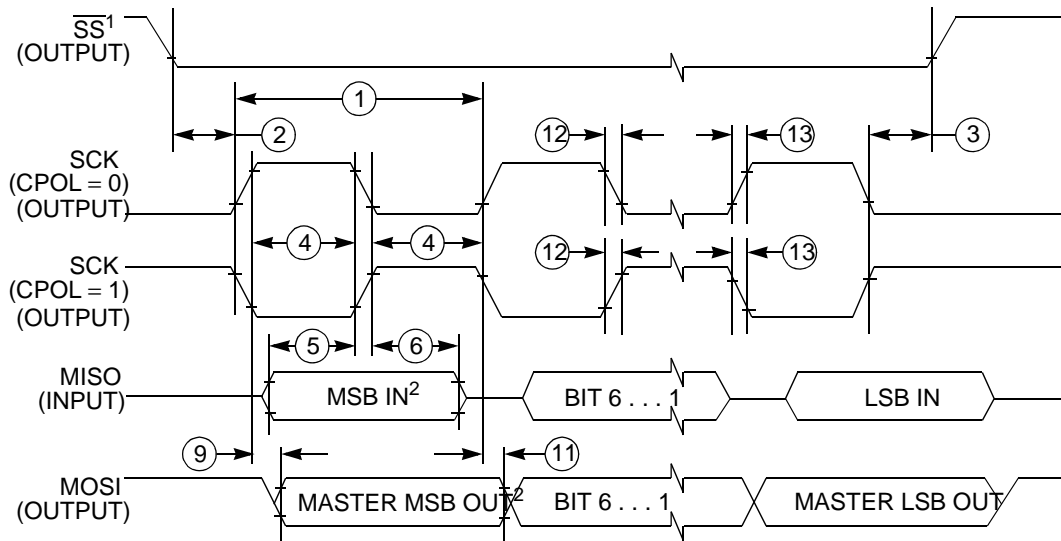 SS¹
(OUTPUT)
1
2
12
13
3
SCK
(CPOL = 0)
(OUTPUT)
4
4
12
13
SCK
(CPOL = 1)
(OUTPUT)
5
6
MISO
(INPUT)
MSB IN²
BIT 6 . . . 1
LSB IN
9
11
MOSI
(OUTPUT)
MASTER MSB OUT²
BIT 6 . . . 1
MASTER LSB OUT